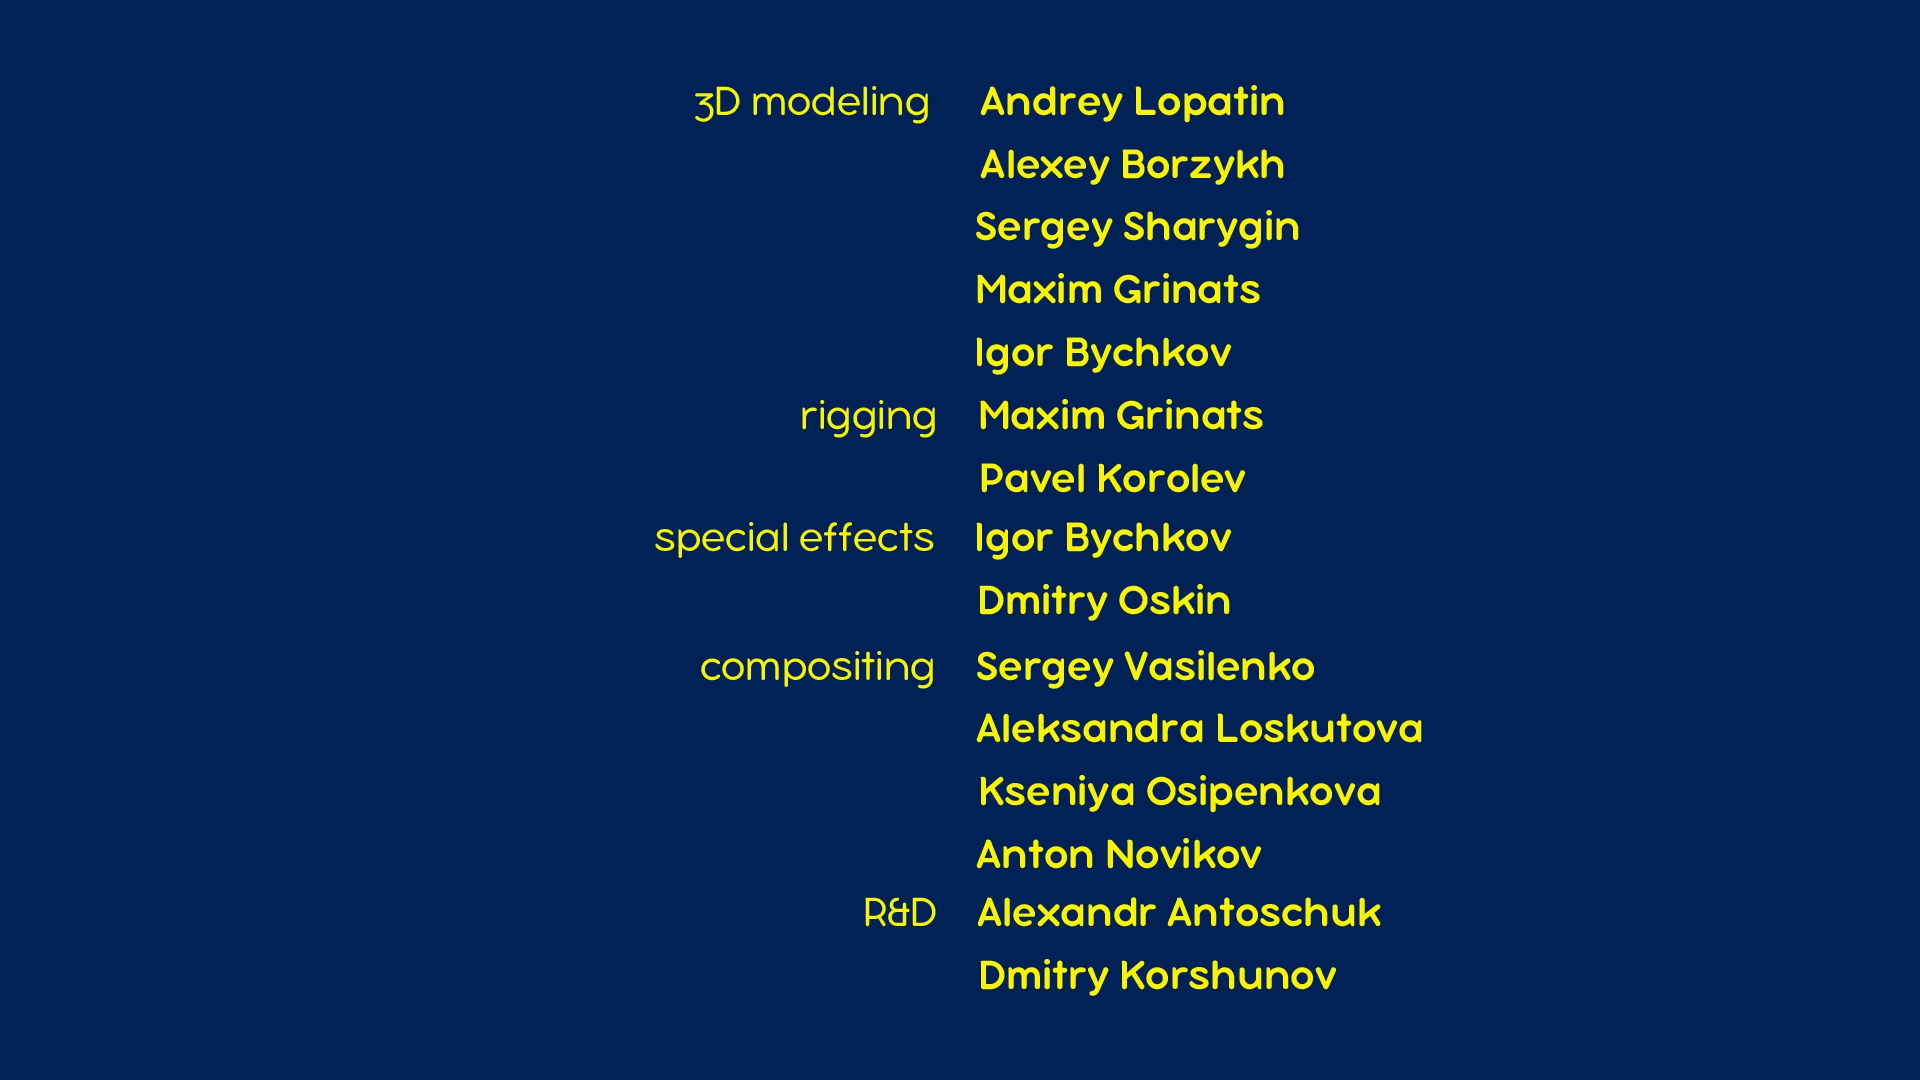 3D modeling Andrey Lopatin
Alexey Borzykh
Sergey Sharygin
Maxim Grinats
Igor Bychkov
rigging Maxim Grinats
Pavel Korolev
special effects Igor Bychkov
Dmitry Oskin
compositing Sergey Vasilenko
Aleksandra Loskutova
Kseniya Osipenkova
Anton Novikov
R&D Alexandr Antoschuk
Dmitry Korshunov